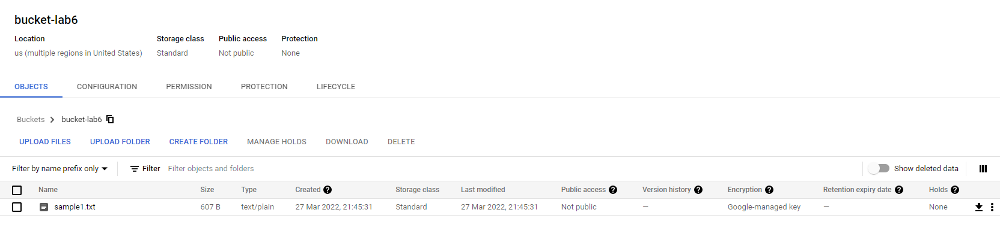 bucket-lab6
Location Storage class Public access Protection
us (multiple regions in United States) Standard Not public None
OBJECTS CONFIGURATION PERMISSION PROTECTION LIFECYCLE
Buckets bucket-lab6
UPLOAD FILES UPLOAD FOLDER CREATE FOLDER MANAGE HOLDS DOWNLOAD DELETE
Filter by name prefix only Filter Filter objects and folders Show deleted data
Name Size Type Created Storage class Last modified Public access Version history Encryption Retention expiry date Holds
sample1.txt 607 B text/plain 27 Mar 2022, 21:45:31 Standard 27 Mar 2022, 21:45:31 Not public — Google-managed key — None